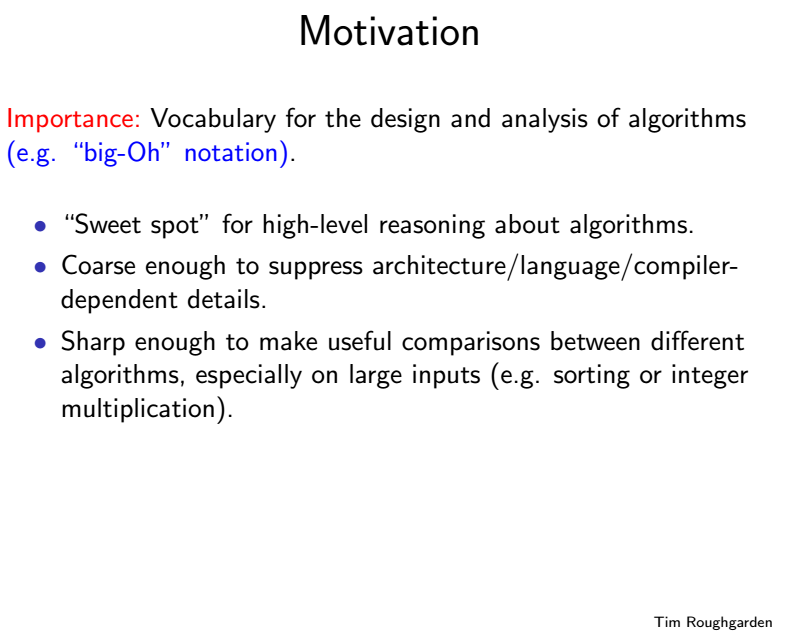 Motivation
Importance: Vocabulary for the design and analysis of algorithms
(e.g. “big-Oh” notation).
• “Sweet spot” for high-level reasoning about algorithms.
• Coarse enough to suppress architecture/language/compiler-
dependent details.
• Sharp enough to make useful comparisons between different
algorithms, especially on large inputs (e.g. sorting or integer
multiplication).
Tim Roughgarden